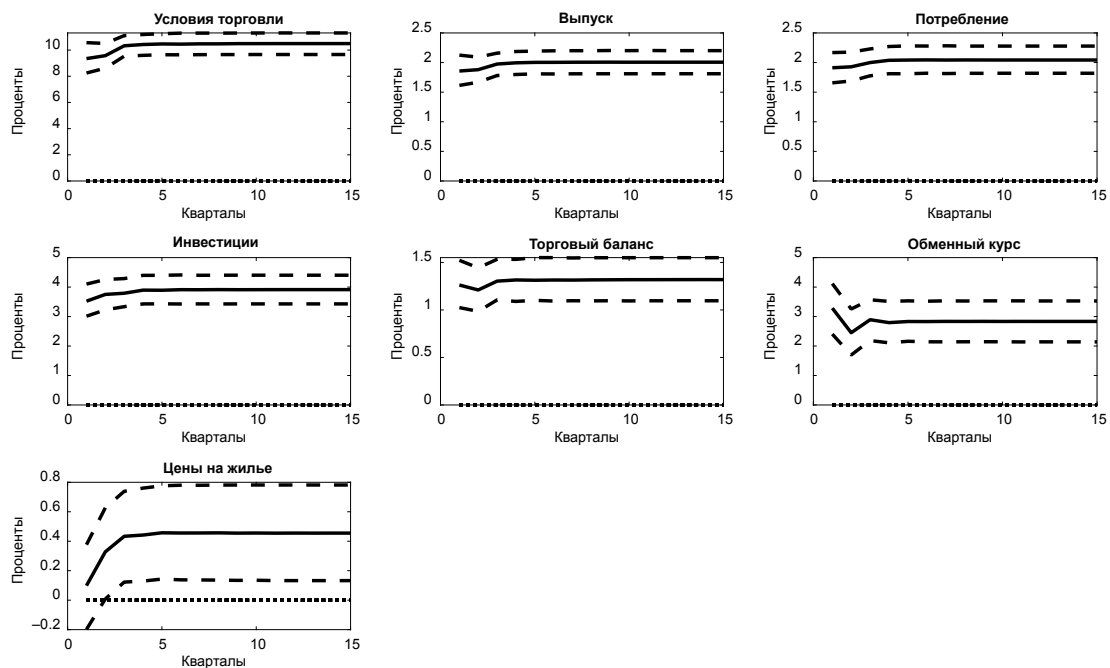 Условия торговли
Проценты
10
8
6
4
2
0
0 5 10 15
Кварталы
Выпуск
Проценты
2.5
2
1.5
1
0.5
0
0 5 10 15
Кварталы
Потребление
Проценты
2.5
2
1.5
1
0.5
0
0 5 10 15
Кварталы
Инвестиции
Проценты
5
4
3
2
1
0
0 5 10 15
Кварталы
Торговый баланс
Проценты
1.5
1
0.5
0
0 5 10 15
Кварталы
Обменный курс
Проценты
5
4
3
2
1
0
0 5 10 15
Кварталы
Цены на жилье
Проценты
0.8
0.6
0.4
0.2
0
–0.2
0 5 10 15
Кварталы